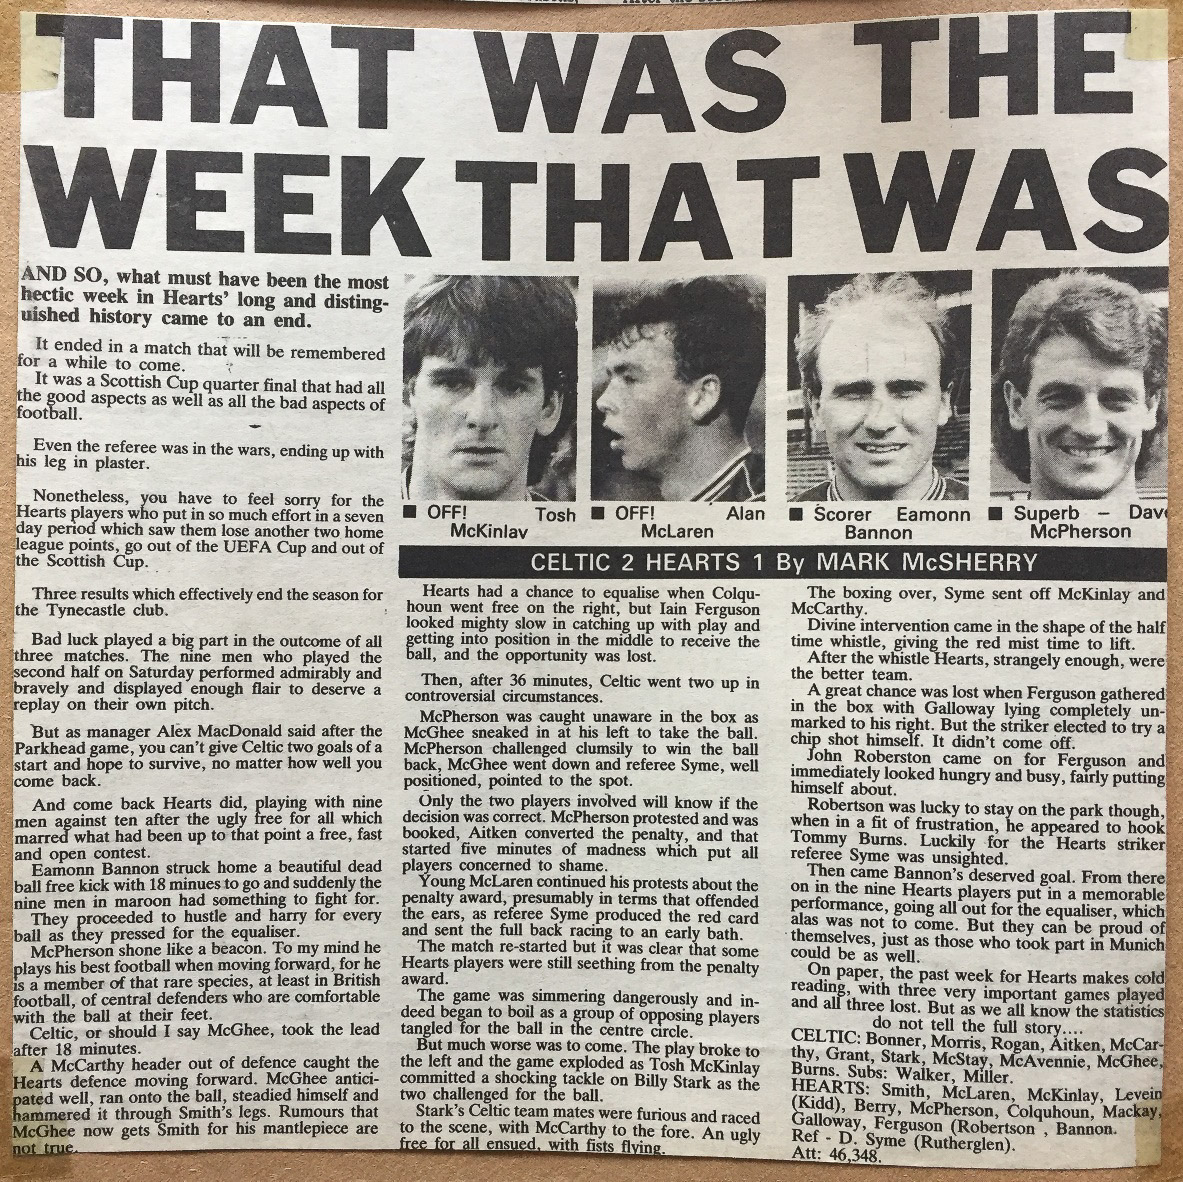 THAT WAS THE
WEEK THAT WAS
AND SO, what must have been the most
hectic week in Hearts' long and disting-
uished history came to an end.
It ended in a match that will be remembered
for a while to come.
It was a Scottish Cup quarter final that had all
the good aspects as well as all the bad aspects of
football.
Even the referee was in the wars, ending up with
his leg in plaster.
Nonetheless, you have to feel sorry for the
Hearts players who put in so much effort in a seven
day period which saw them lose another two home
league points, go out of the UEFA Cup and out of
the Scottish Cup.
Three results which effectively end the season for
the Tynecastle club.
Bad luck played a big part in the outcome of all
three matches. The nine men who played the
second half on Saturday performed admirably and
bravely and displayed enough flair to deserve a
replay on their own pitch.
But as manager Alex MacDonald said after the
Parkhead game, you can't give Celtic two goals of a
start and hope to survive, no matter how well you
come back.
And come back Hearts did, playing with nine
men against ten after the ugly free for all which
marred what had been up to that point a free, fast
and open contest.
Eamonn Bannon struck home a beautiful dead
ball free kick with 18 minues to go and suddenly the
nine men in maroon had something to fight for.
They proceeded to hustle and harry for every
ball as they pressed for the equaliser.
McPherson shone like a beacon. To my mind he
plays his best football when moving forward, for he
is a member of that rare species, at least in British
football, of central defenders who are comfortable
with the ball at their feet.
Celtic, or should I say McGhee, took the lead
after 18 minutes.
A McCarthy header out of defence caught the
Hearts defence moving forward. McGhee antici-
pated well, ran onto the ball, steadied himself and
hammered it through Smith's legs. Rumours that
McGhee now gets Smith for his mantlepiece are
not true.
■ OFF! Tosh
McKinlay
■ OFF! Alan
McLaren
■ Scorer Eamonn
Bannon
■ Superb – Dave
McPherson
CELTIC 2 HEARTS 1 By MARK McSHERRY
Hearts had a chance to equalise when Colqu-
houn went free on the right, but Iain Ferguson
looked mighty slow in catching up with play and
getting into position in the middle to receive the
ball, and the opportunity was lost.
Then, after 36 minutes, Celtic went two up in
controversial circumstances.
McPherson was caught unaware in the box as
McGhee sneaked in at his left to take the ball.
McPherson challenged clumsily to win the ball
back, McGhee went down and referee Syme, well
positioned, pointed to the spot.
Only the two players involved will know if the
decision was correct. McPherson protested and was
booked, Aitken converted the penalty, and that
started five minutes of madness which put all
players concerned to shame.
Young McLaren continued his protests about the
penalty award, presumably in terms that offended
the ears, as referee Syme produced the red card
and sent the full back racing to an early bath.
The match re-started but it was clear that some
Hearts players were still seething from the penalty
award.
The game was simmering dangerously and in-
deed began to boil as a group of opposing players
tangled for the ball in the centre circle.
But much worse was to come. The play broke to
the left and the game exploded as Tosh McKinlay
committed a shocking tackle on Billy Stark as the
two challenged for the ball.
Stark's Celtic team mates were furious and raced
to the scene, with McCarthy to the fore. An ugly
free for all ensued, with fists flying.
The boxing over, Syme sent off McKinlay and
McCarthy.
Divine intervention came in the shape of the half
time whistle, giving the red mist time to lift.
After the whistle Hearts, strangely enough, were
the better team.
A great chance was lost when Ferguson gathered
in the box with Galloway lying completely un-
marked to his right. But the striker elected to try a
chip shot himself. It didn't come off.
John Roberston came on for Ferguson and
immediately looked hungry and busy, fairly putting
himself about.
Robertson was lucky to stay on the park though,
when in a fit of frustration, he appeared to hook
Tommy Burns. Luckily for the Hearts striker
referee Syme was unsighted.
Then came Bannon's deserved goal. From there
on in the nine Hearts players put in a memorable
performance, going all out for the equaliser, which
alas was not to come. But they can be proud of
themselves, just as those who took part in Munich
could be as well.
On paper, the past week for Hearts makes cold
reading, with three very important games played
and all three lost. But as we all know the statistics
do not tell the full story....
CELTIC: Bonner, Morris, Rogan, Aitken, McCar-
thy, Grant, Stark, McStay, McAvennie, McGhee,
Burns. Subs: Walker, Miller.
HEARTS: Smith, McLaren, McKinlay, Levein
(Kidd), Berry, McPherson, Colquhoun, Mackay,
Galloway, Ferguson (Robertson , Bannon.
Ref - D. Syme (Rutherglen).
Att: 46,348.